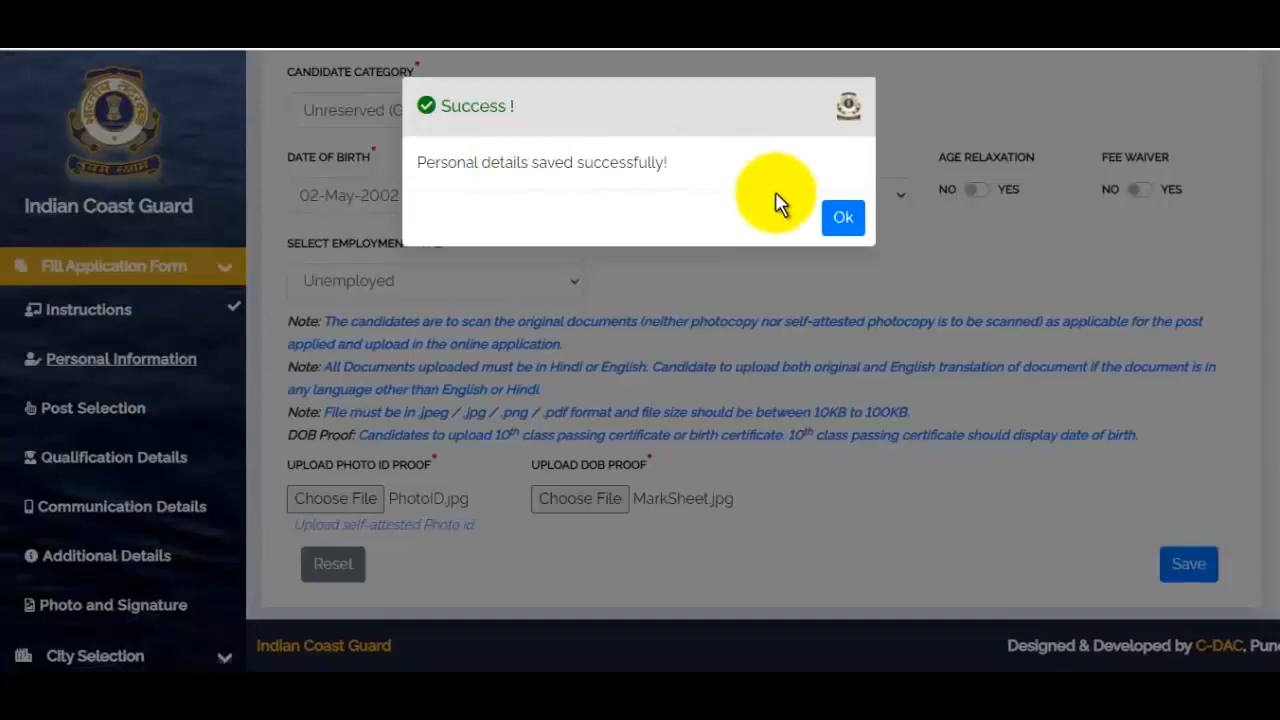 Indian Coast Guard
Fill Application Form
Instructions
Personal Information
Post Selection
Qualification Details
Communication Details
Additional Details
Photo and Signature
City Selection
CANDIDATE CATEGORY*
Unreserved (G
Success !
Personal details saved successfully!
Ok
DATE OF BIRTH*
02-May-2002
AGE RELAXATION
NO YES
FEE WAIVER
NO YES
SELECT EMPLOYMEN
Unemployed
Note: The candidates are to scan the original documents (neither photocopy nor self-attested photocopy is to be scanned) as applicable for the post
applied and upload in the online application.
Note: All Documents uploaded must be in Hindi or English. Candidate to upload both original and English translation of document if the document is in
any language other than English or Hindi.
Note: File must be in .jpeg / .jpg / .png / .pdf format and file size should be between 10KB to 100KB.
DOB Proof: Candidates to upload 10th class passing certificate or birth certificate. 10th class passing certificate should display date of birth.
UPLOAD PHOTO ID PROOF*
Choose File PhotoID.jpg
Upload self-attested Photo id
UPLOAD DOB PROOF*
Choose File MarkSheet.jpg
Reset
Save
Indian Coast Guard
Designed & Developed by C-DAC, Pun